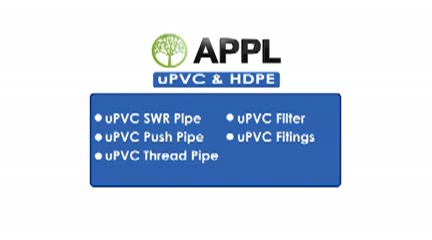 APPL
uPVC & HDPE
uPVC SWR Pipe
uPVC Push Pipe
uPVC Thread Pipe
uPVC Filter
uPVC Fitings